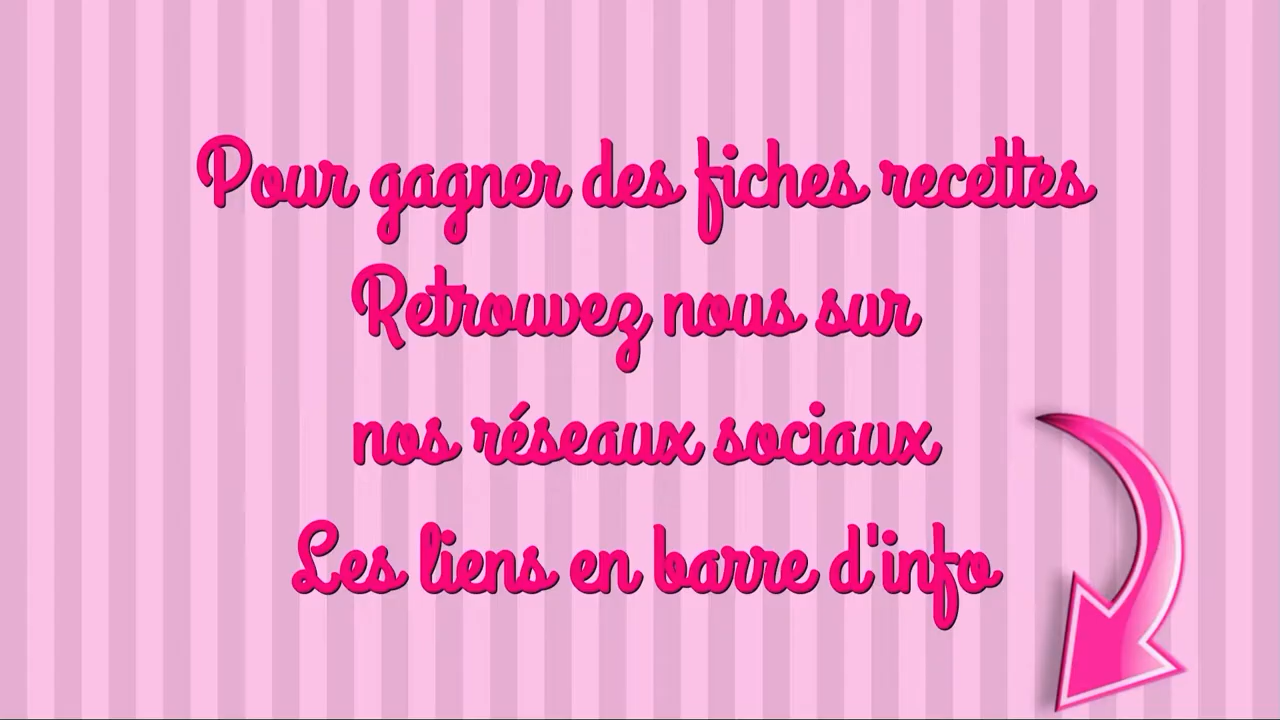 Pour gagner des fiches recettes
Retrouvez nous sur
nos réseaux sociaux
Les liens en barre d'info